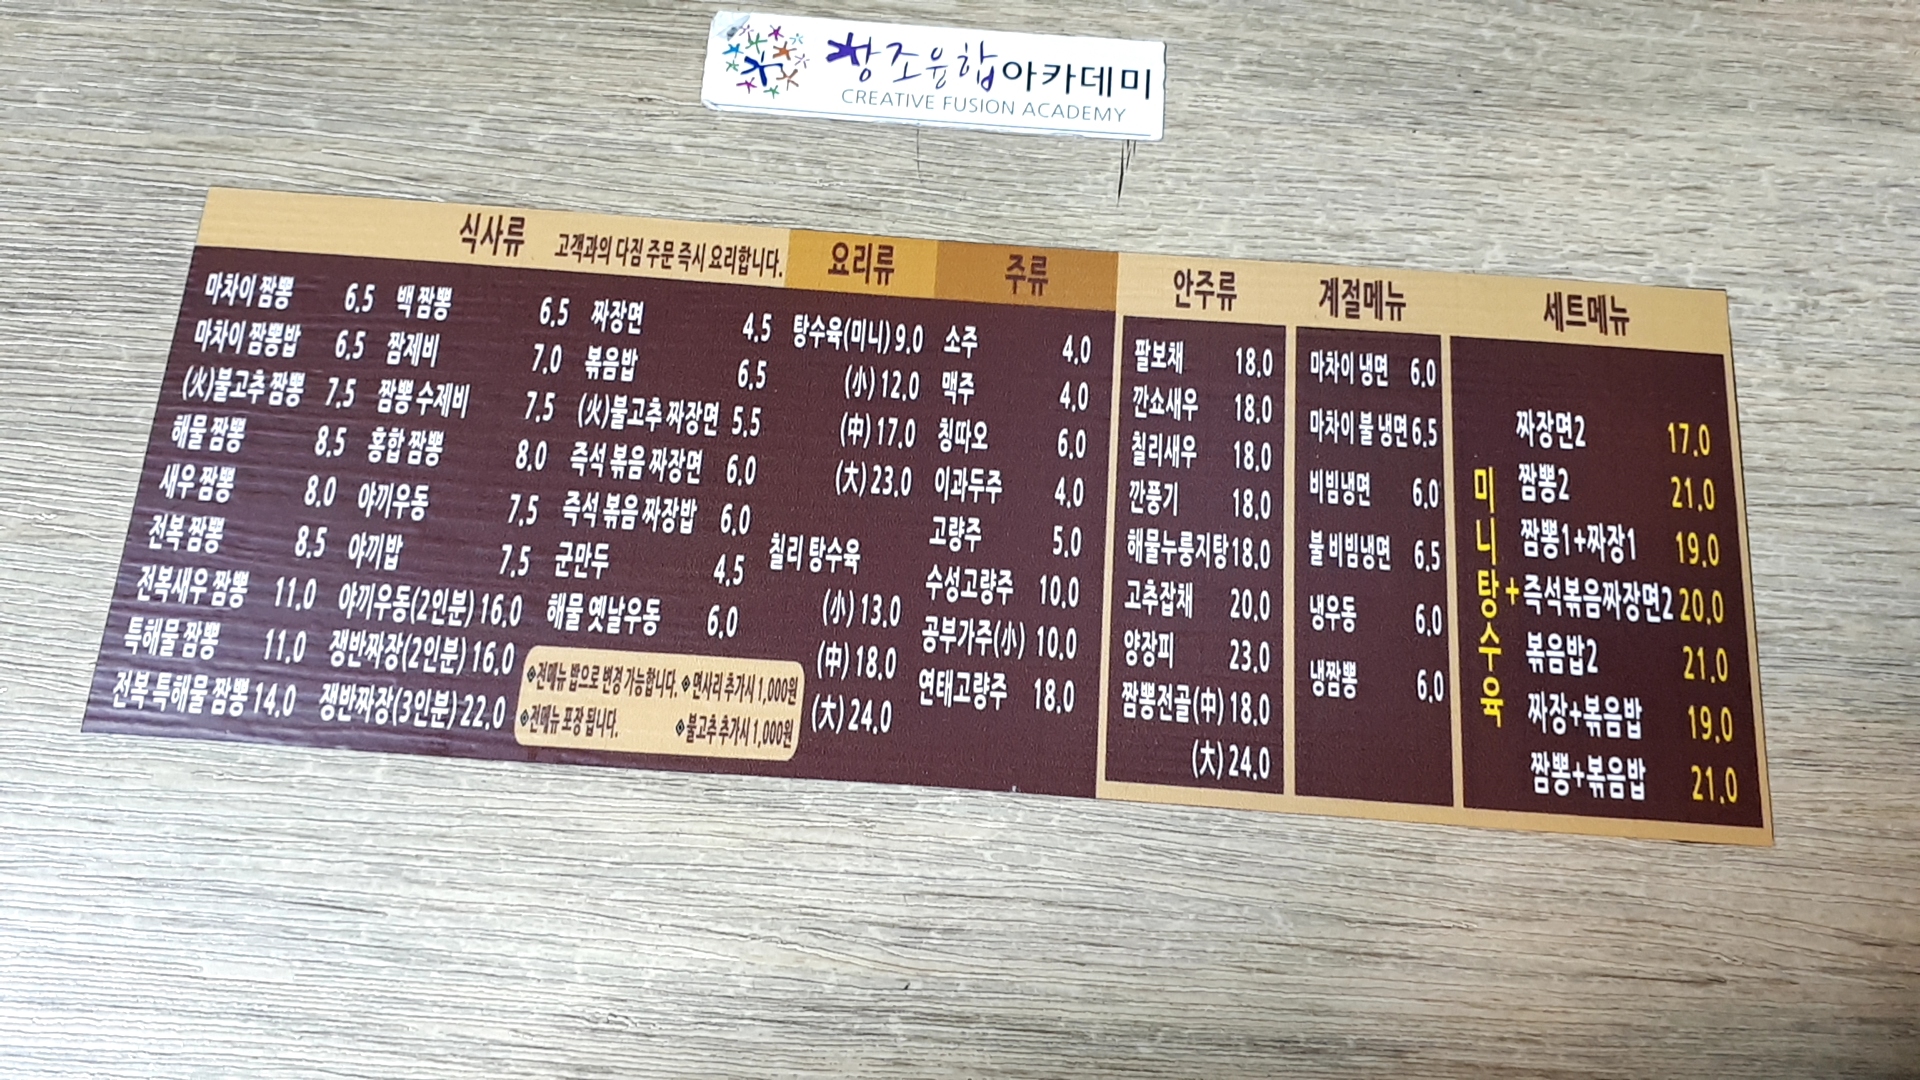 창조융합아카데미
CREATIVE FUSION ACADEMY
식사류 고객과의 다짐 주문 즉시 요리합니다.
마차이 짬뽕 6.5
마차이 짬뽕밥 6.5
(火)불고추 짬뽕 7.5
해물 짬뽕 8.5
새우 짬뽕 8.0
전복 짬뽕 8.5
전복새우 짬뽕 11.0
특해물 짬뽕 11.0
전복 특해물 짬뽕 14.0
백 짬뽕 6.5
짬제비 7.0
짬뽕 수제비 7.5
홍합 짬뽕 8.0
야끼우동 7.5
야끼밥 7.5
야끼우동(2인분) 16.0
쟁반짜장(2인분) 16.0
쟁반짜장(3인분) 22.0
짜장면 4.5
볶음밥 6.5
(火)불고추 짜장면 5.5
즉석 볶음 짜장면 6.0
즉석 볶음 짜장밥 6.0
군만두 4.5
해물 옛날우동 6.0
◈전메뉴 밥으로 변경 가능합니다. ◈면사리 추가시 1,000원
◈전메뉴 포장 됩니다. ◈불고추 추가시 1,000원
요리류
탕수육(미니) 9.0
(小) 12.0
(中) 17.0
(大) 23.0
칠리 탕수육
(小) 13.0
(中) 18.0
(大) 24.0
주류
소주 4.0
맥주 4.0
칭따오 6.0
이과두주 4.0
고량주 5.0
수성고량주 10.0
공부가주(小) 10.0
연태고량주 18.0
안주류
팔보채 18.0
깐쇼새우 18.0
칠리새우 18.0
깐풍기 18.0
해물누룽지탕 18.0
고추잡채 20.0
양장피 23.0
짬뽕전골(中) 18.0
(大) 24.0
계절메뉴
마차이 냉면 6.0
마차이 불 냉면 6.5
비빔냉면 6.0
불 비빔냉면 6.5
냉우동 6.0
냉짬뽕 6.0
세트메뉴
미니탕수육
+
짜장면2 17.0
짬뽕2 21.0
짬뽕1+짜장1 19.0
즉석볶음짜장면2 20.0
볶음밥2 21.0
짜장+볶음밥 19.0
짬뽕+볶음밥 21.0